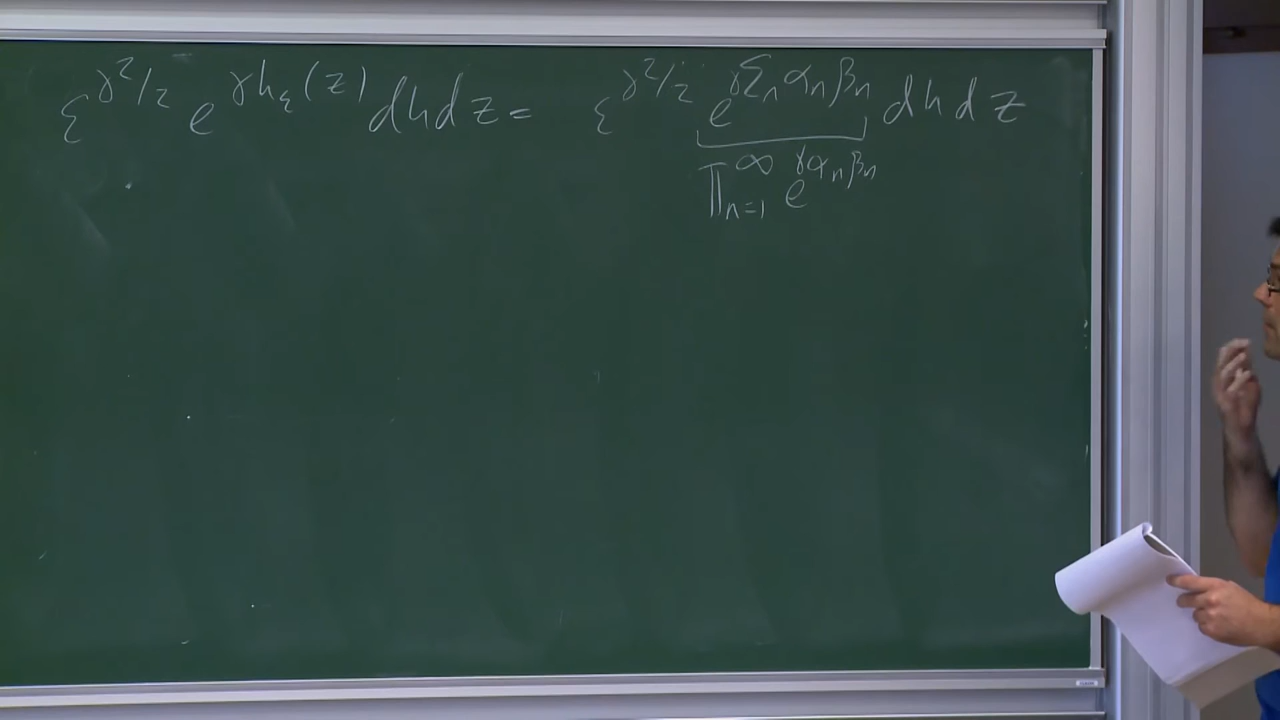 ε^{γ²/2} e^{γh_ε(z)} dh dz = ε^{γ²/2} e^{γΣ_n α_n β_n} dh dz
∏_{n=1}^∞ e^{γα_n β_n}